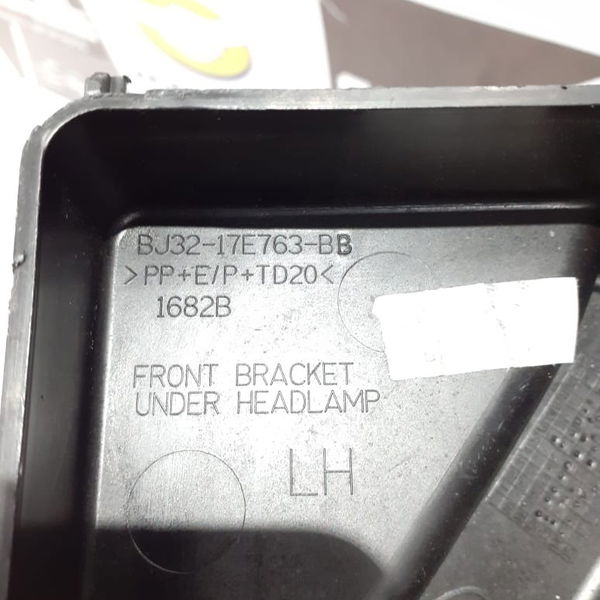 BJ32-17E763-BB
>PP+E/P+TD20<
1682B
FRONT BRACKET
UNDER HEADLAMP
LH